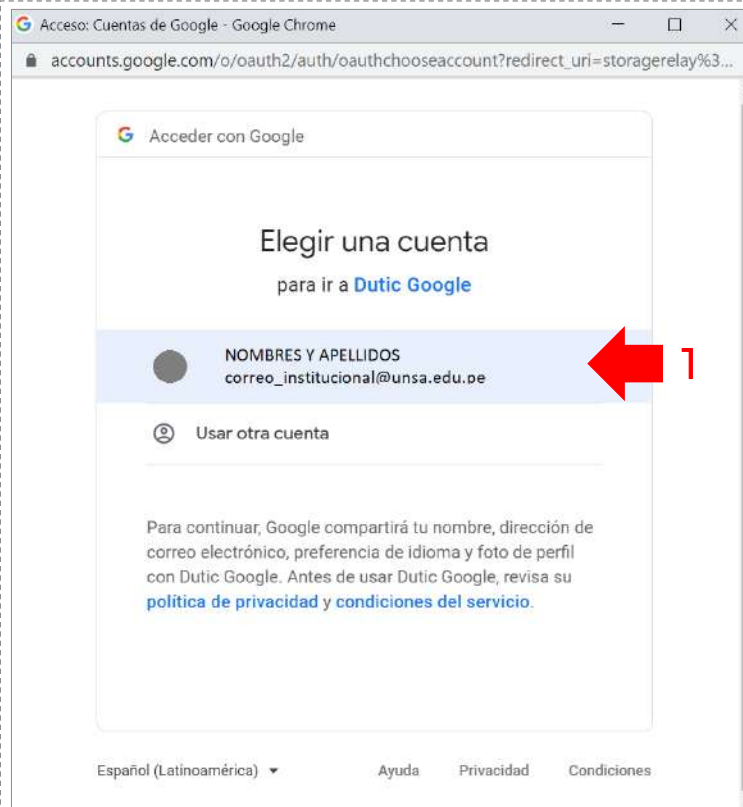 Acceso: Cuentas de Google - Google Chrome
accounts.google.com/o/oauth2/auth/oauthchooseaccount?redirect_uri=storagerelay%3...
Acceder con Google
Elegir una cuenta
para ir a Dutic Google
NOMBRES Y APELLIDOS
correo_institucional@unsa.edu.pe
1
Usar otra cuenta
Para continuar, Google compartirá tu nombre, dirección de
correo electrónico, preferencia de idioma y foto de perfil
con Dutic Google. Antes de usar Dutic Google, revisa su
política de privacidad y condiciones del servicio.
Español (Latinoamérica) Ayuda Privacidad Condiciones